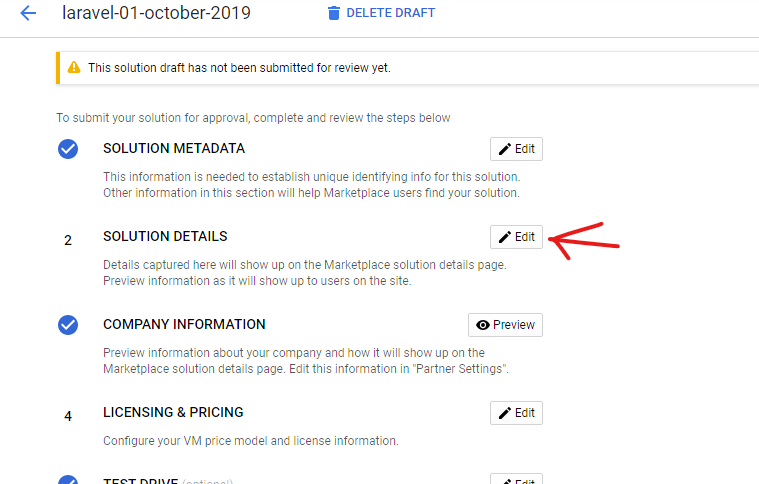 laravel-01-october-2019 DELETE DRAFT
This solution draft has not been submitted for review yet.
To submit your solution for approval, complete and review the steps below
SOLUTION METADATA Edit
This information is needed to establish unique identifying info for this solution.
Other information in this section will help Marketplace users find your solution.
2 SOLUTION DETAILS Edit
Details captured here will show up on the Marketplace solution details page.
Preview information as it will show up to users on the site.
COMPANY INFORMATION Preview
Preview information about your company and how it will show up on the
Marketplace solution details page. Edit this information in "Partner Settings".
4 LICENSING & PRICING Edit
Configure your VM price model and license information.
TEST DRIVE (optional) Edit